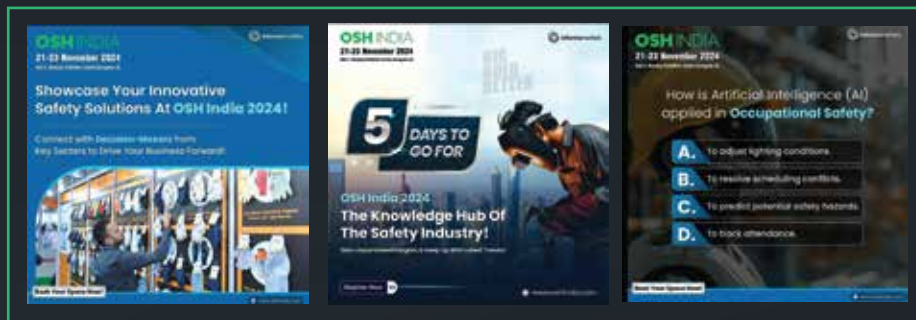 OSH INDIA
21-23 November 2024
Showcase Your Innovative
Safety Solutions At OSH India 2024!
Connect with Decision-Makers from
Key Sectors to Drive Your Business Forward!
Book Your Space Now!
OSH INDIA
21-23 November 2024
BIG
BOLD
BETTER
5 DAYS TO
GO FOR
OSH India 2024
The Knowledge Hub Of
The Safety Industry!
Register Now
OSH INDIA
21-23 November 2024
How is Artificial Intelligence (AI)
applied in Occupational Safety?
A. To adjust lighting conditions.
B. To resolve scheduling conflicts.
C. To predict potential safety hazards.
D. To track attendance.
Book Your Space Now!